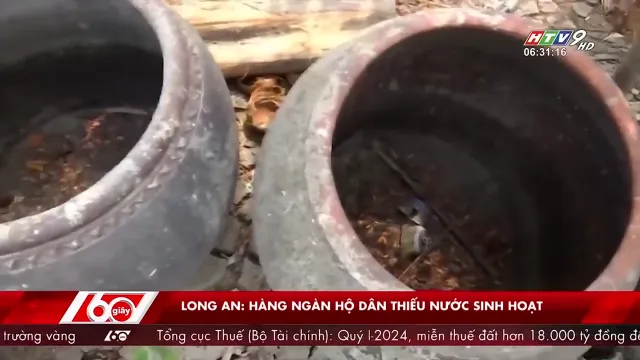 HTV9 HD
06:31:16
60 giây
LONG AN: HÀNG NGÀN HỘ DÂN THIẾU NƯỚC SINH HOẠT
trường vàng 60 Tổng cục Thuế (Bộ Tài chính): Quý I-2024, miễn thuế đất hơn 18.000 tỷ đồng